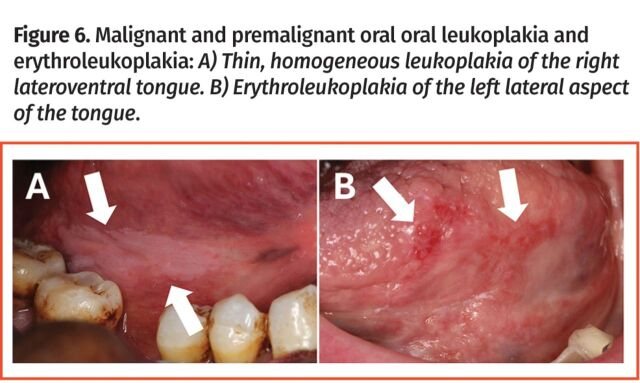 Figure 6. Malignant and premalignant oral oral leukoplakia and
erythroleukoplakia: A) Thin, homogeneous leukoplakia of the right
lateroventral tongue. B) Erythroleukoplakia of the left lateral aspect
of the tongue.
A
B